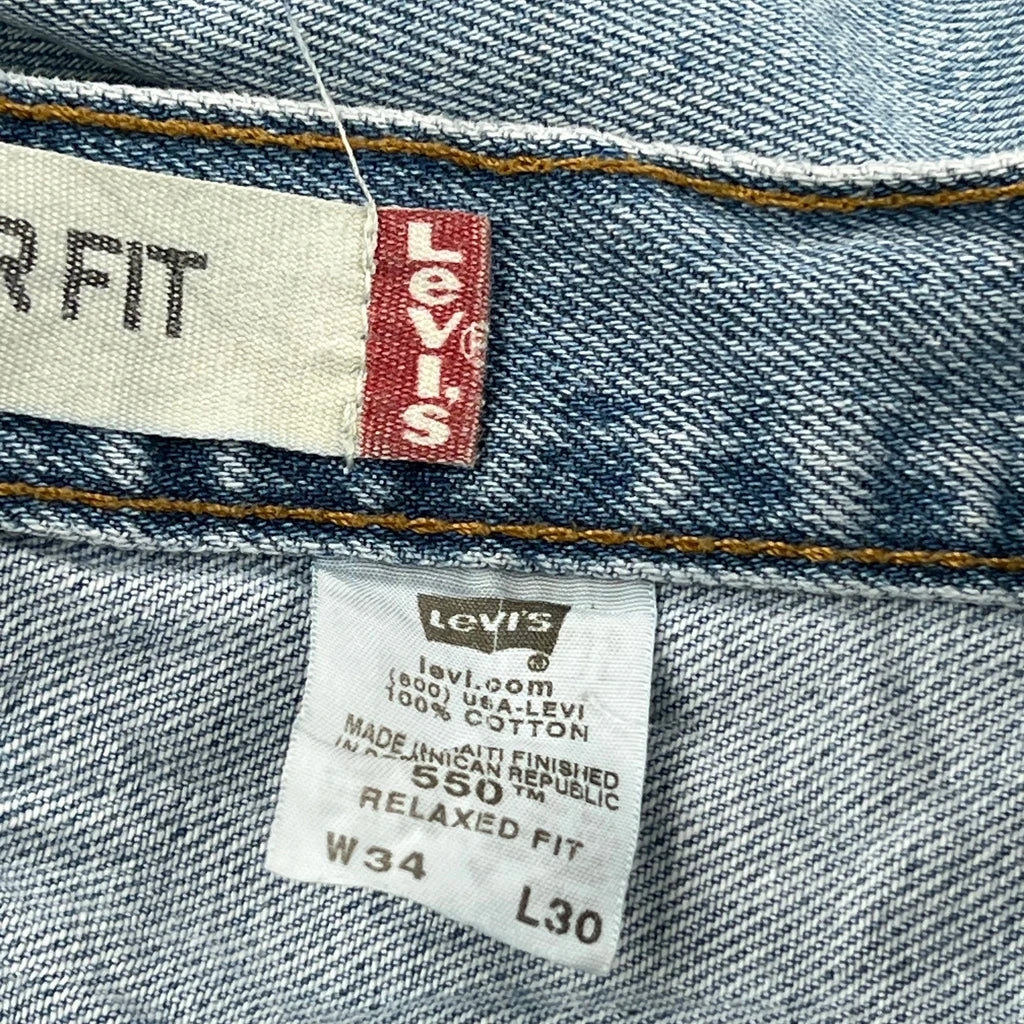 R FIT
Levi's
®
LEVI'S
®
levi.com
(800) USA-LEVI
100% COTTON
MADE IN HAITI FINISHED
IN DOMINICAN REPUBLIC
550™
RELAXED FIT
W34
L30